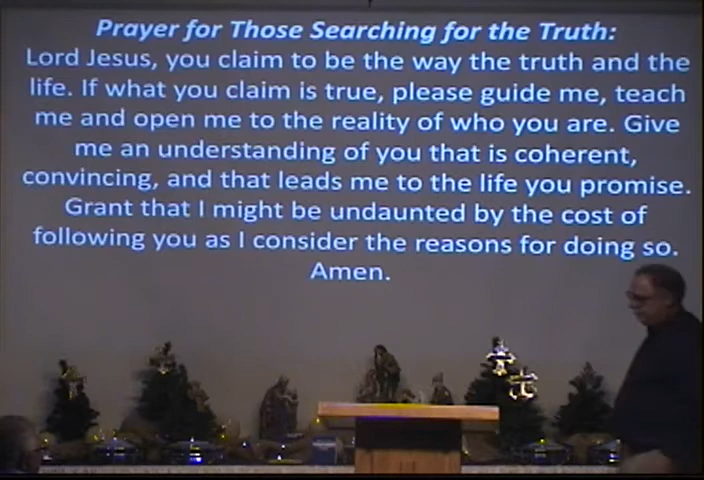 Prayer for Those Searching for the Truth:
Lord Jesus, you claim to be the way the truth and the
life. If what you claim is true, please guide me, teach
me and open me to the reality of who you are. Give
me an understanding of you that is coherent,
convincing, and that leads me to the life you promise.
Grant that I might be undaunted by the cost of
following you as I consider the reasons for doing so.
Amen.